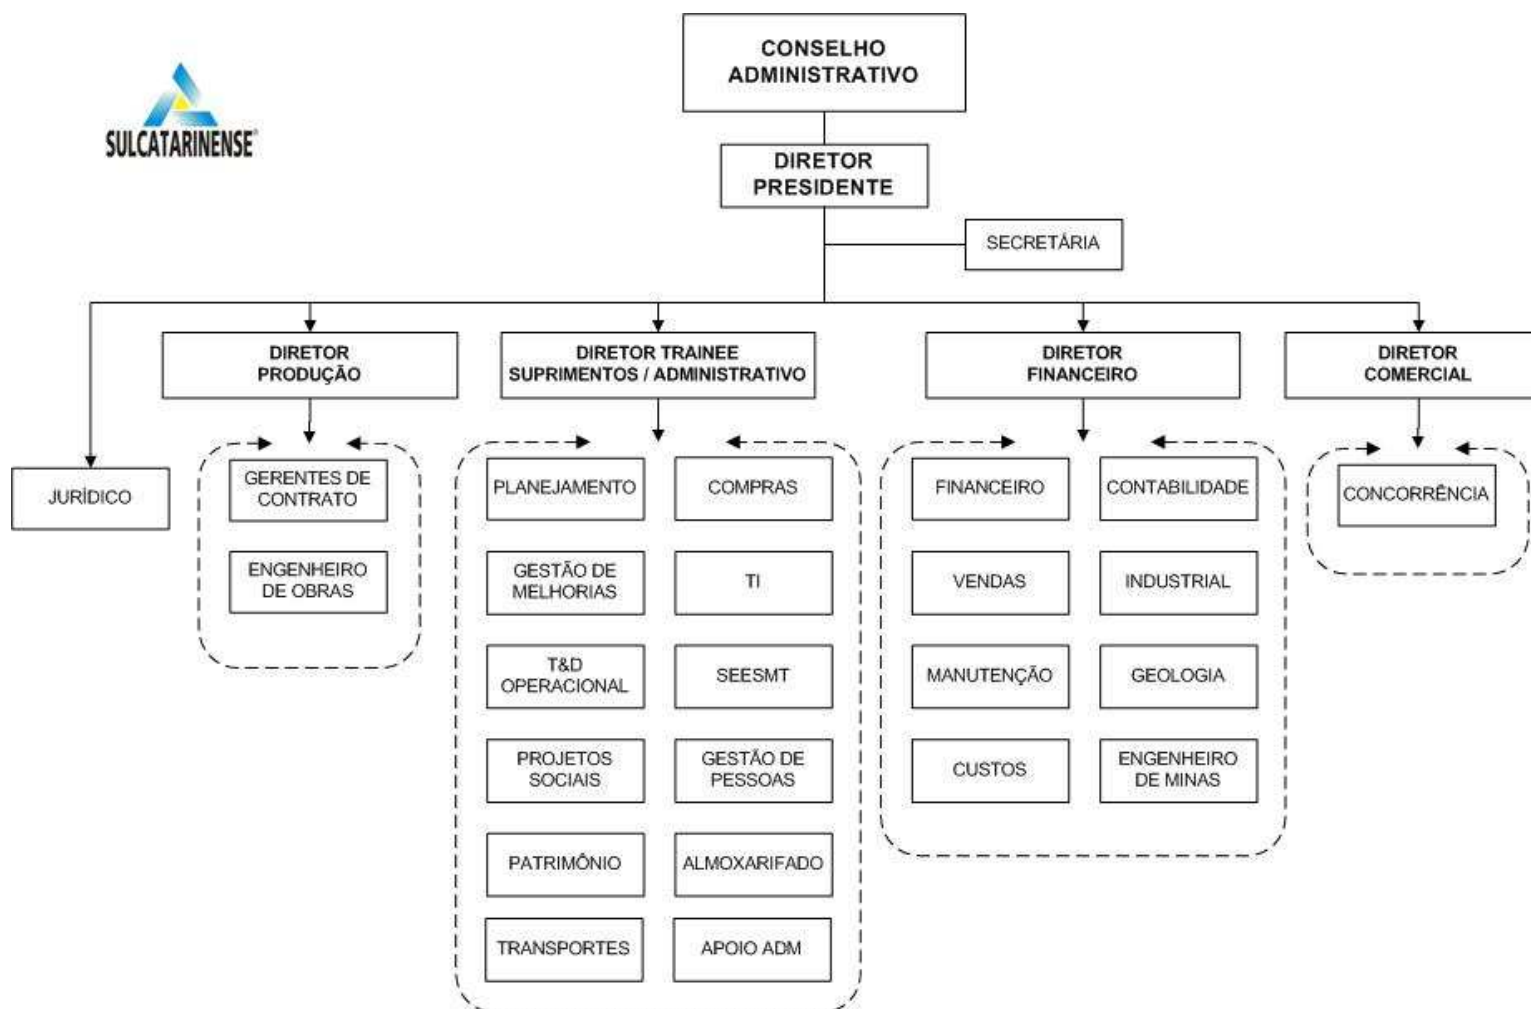 CONSELHO
ADMINISTRATIVO
SULCATARINENSE®
DIRETOR
PRESIDENTE
SECRETÁRIA
DIRETOR
PRODUÇÃO
DIRETOR TRAINEE
SUPRIMENTOS / ADMINISTRATIVO
DIRETOR
FINANCEIRO
DIRETOR
COMERCIAL
JURÍDICO
GERENTES DE
CONTRATO
ENGENHEIRO
DE OBRAS
PLANEJAMENTO
COMPRAS
GESTÃO DE
MELHORIAS
TI
T&D
OPERACIONAL
SEESMT
PROJETOS
SOCIAIS
GESTÃO DE
PESSOAS
PATRIMÔNIO
ALMOXARIFADO
TRANSPORTES
APOIO ADM
FINANCEIRO
CONTABILIDADE
VENDAS
INDUSTRIAL
MANUTENÇÃO
GEOLOGIA
CUSTOS
ENGENHEIRO
DE MINAS
CONCORRÊNCIA